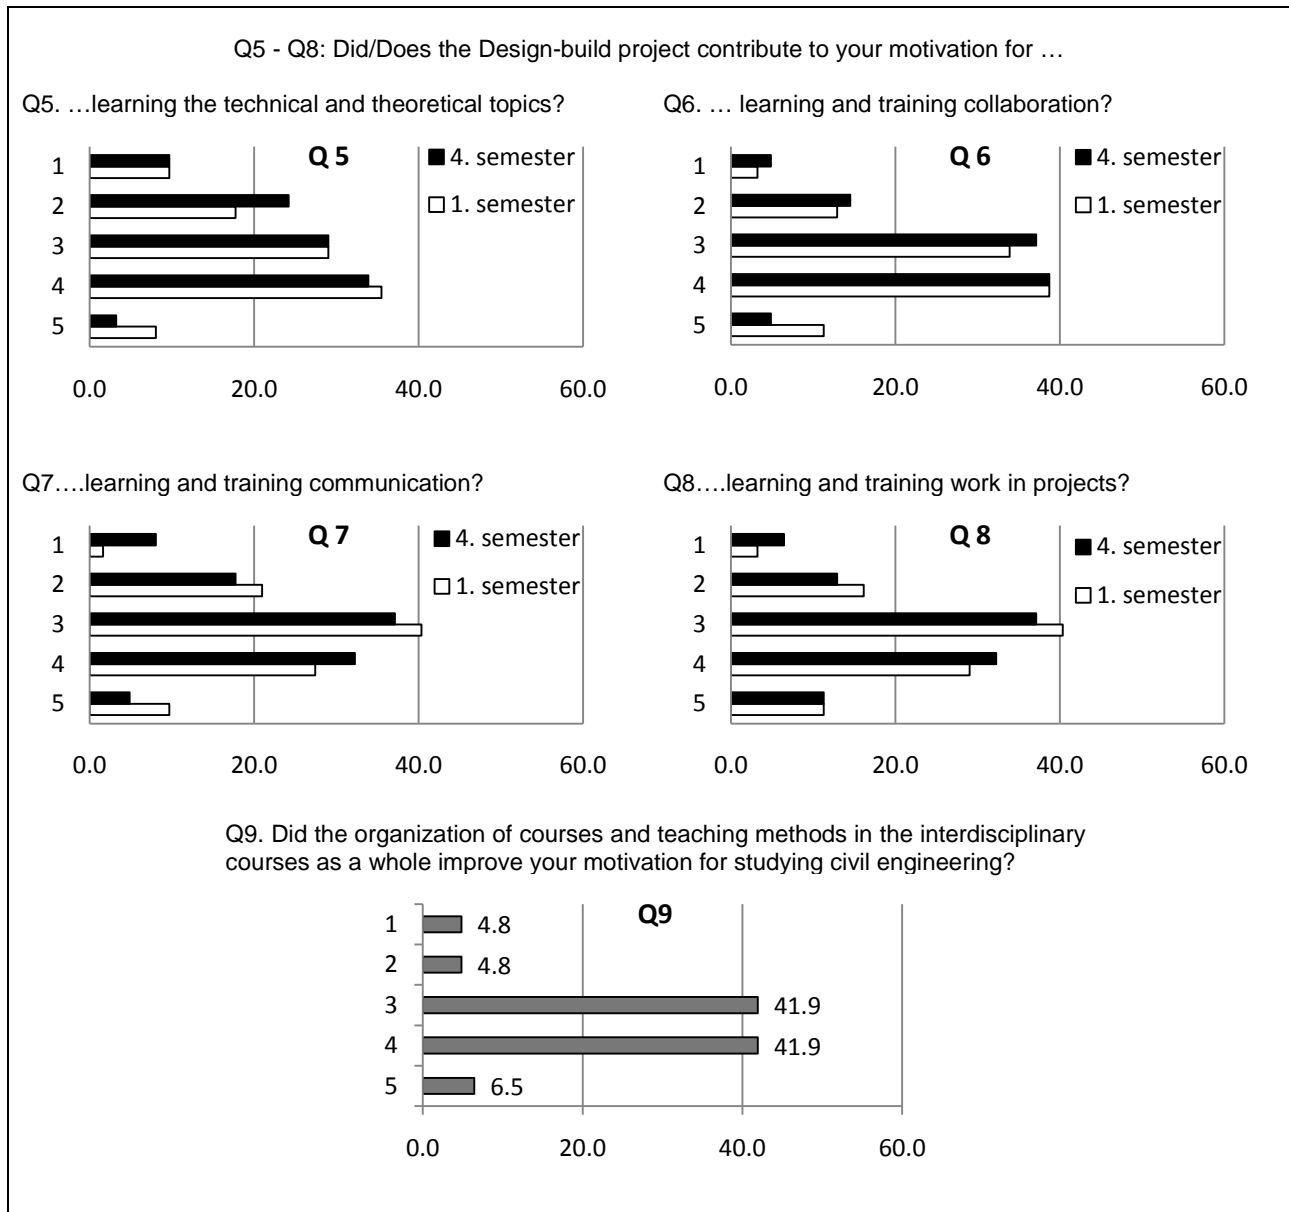 Q5 - Q8: Did/Does the Design-build project contribute to your motivation for …
Q5. …learning the technical and theoretical topics?
Q 5
4. semester
1. semester
1
2
3
4
5
0.0 20.0 40.0 60.0
Q6. … learning and training collaboration?
Q 6
4. semester
1. semester
1
2
3
4
5
0.0 20.0 40.0 60.0
Q7….learning and training communication?
Q 7
4. semester
1. semester
1
2
3
4
5
0.0 20.0 40.0 60.0
Q8….learning and training work in projects?
Q 8
4. semester
1. semester
1
2
3
4
5
0.0 20.0 40.0 60.0
Q9. Did the organization of courses and teaching methods in the interdisciplinary
courses as a whole improve your motivation for studying civil engineering?
Q9
1 4.8
2 4.8
3 41.9
4 41.9
5 6.5
0.0 20.0 40.0 60.0